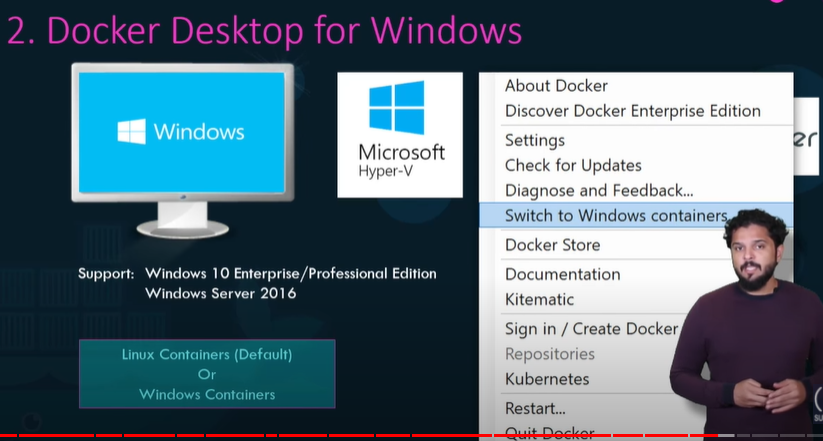 2. Docker Desktop for Windows
Windows
Microsoft
Hyper-V
Support: Windows 10 Enterprise/Professional Edition
Windows Server 2016
Linux Containers (Default)
Or
Windows Containers
About Docker
Discover Docker Enterprise Edition
Settings
Check for Updates
Diagnose and Feedback...
Switch to Windows containers
Docker Store
Documentation
Kitematic
Sign in / Create Docker
Repositories
Kubernetes
Restart...
Quit Docker
er